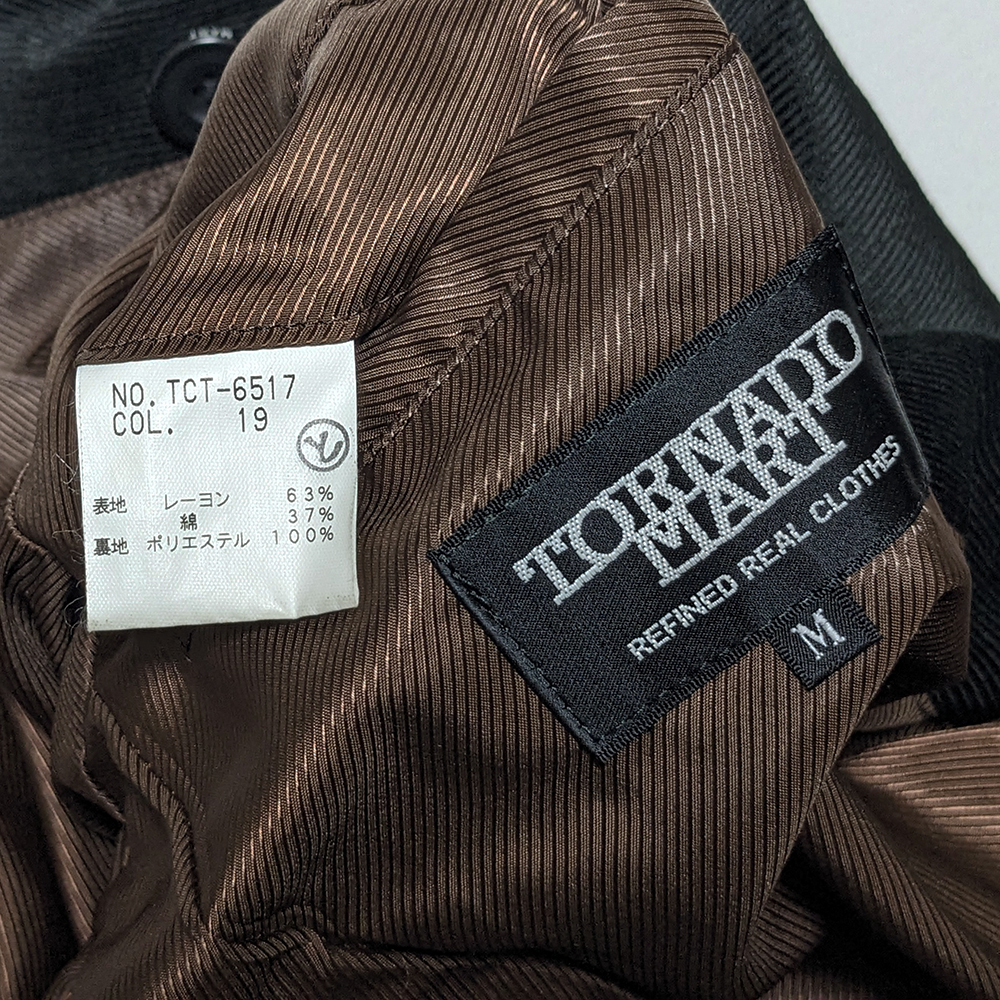 NO. TCT-6517
COL. 19
表地 レーヨン 63%
綿 37%
裏地 ポリエステル 100%
TORNADO
MART
REFINED REAL CLOTHES
M
MART